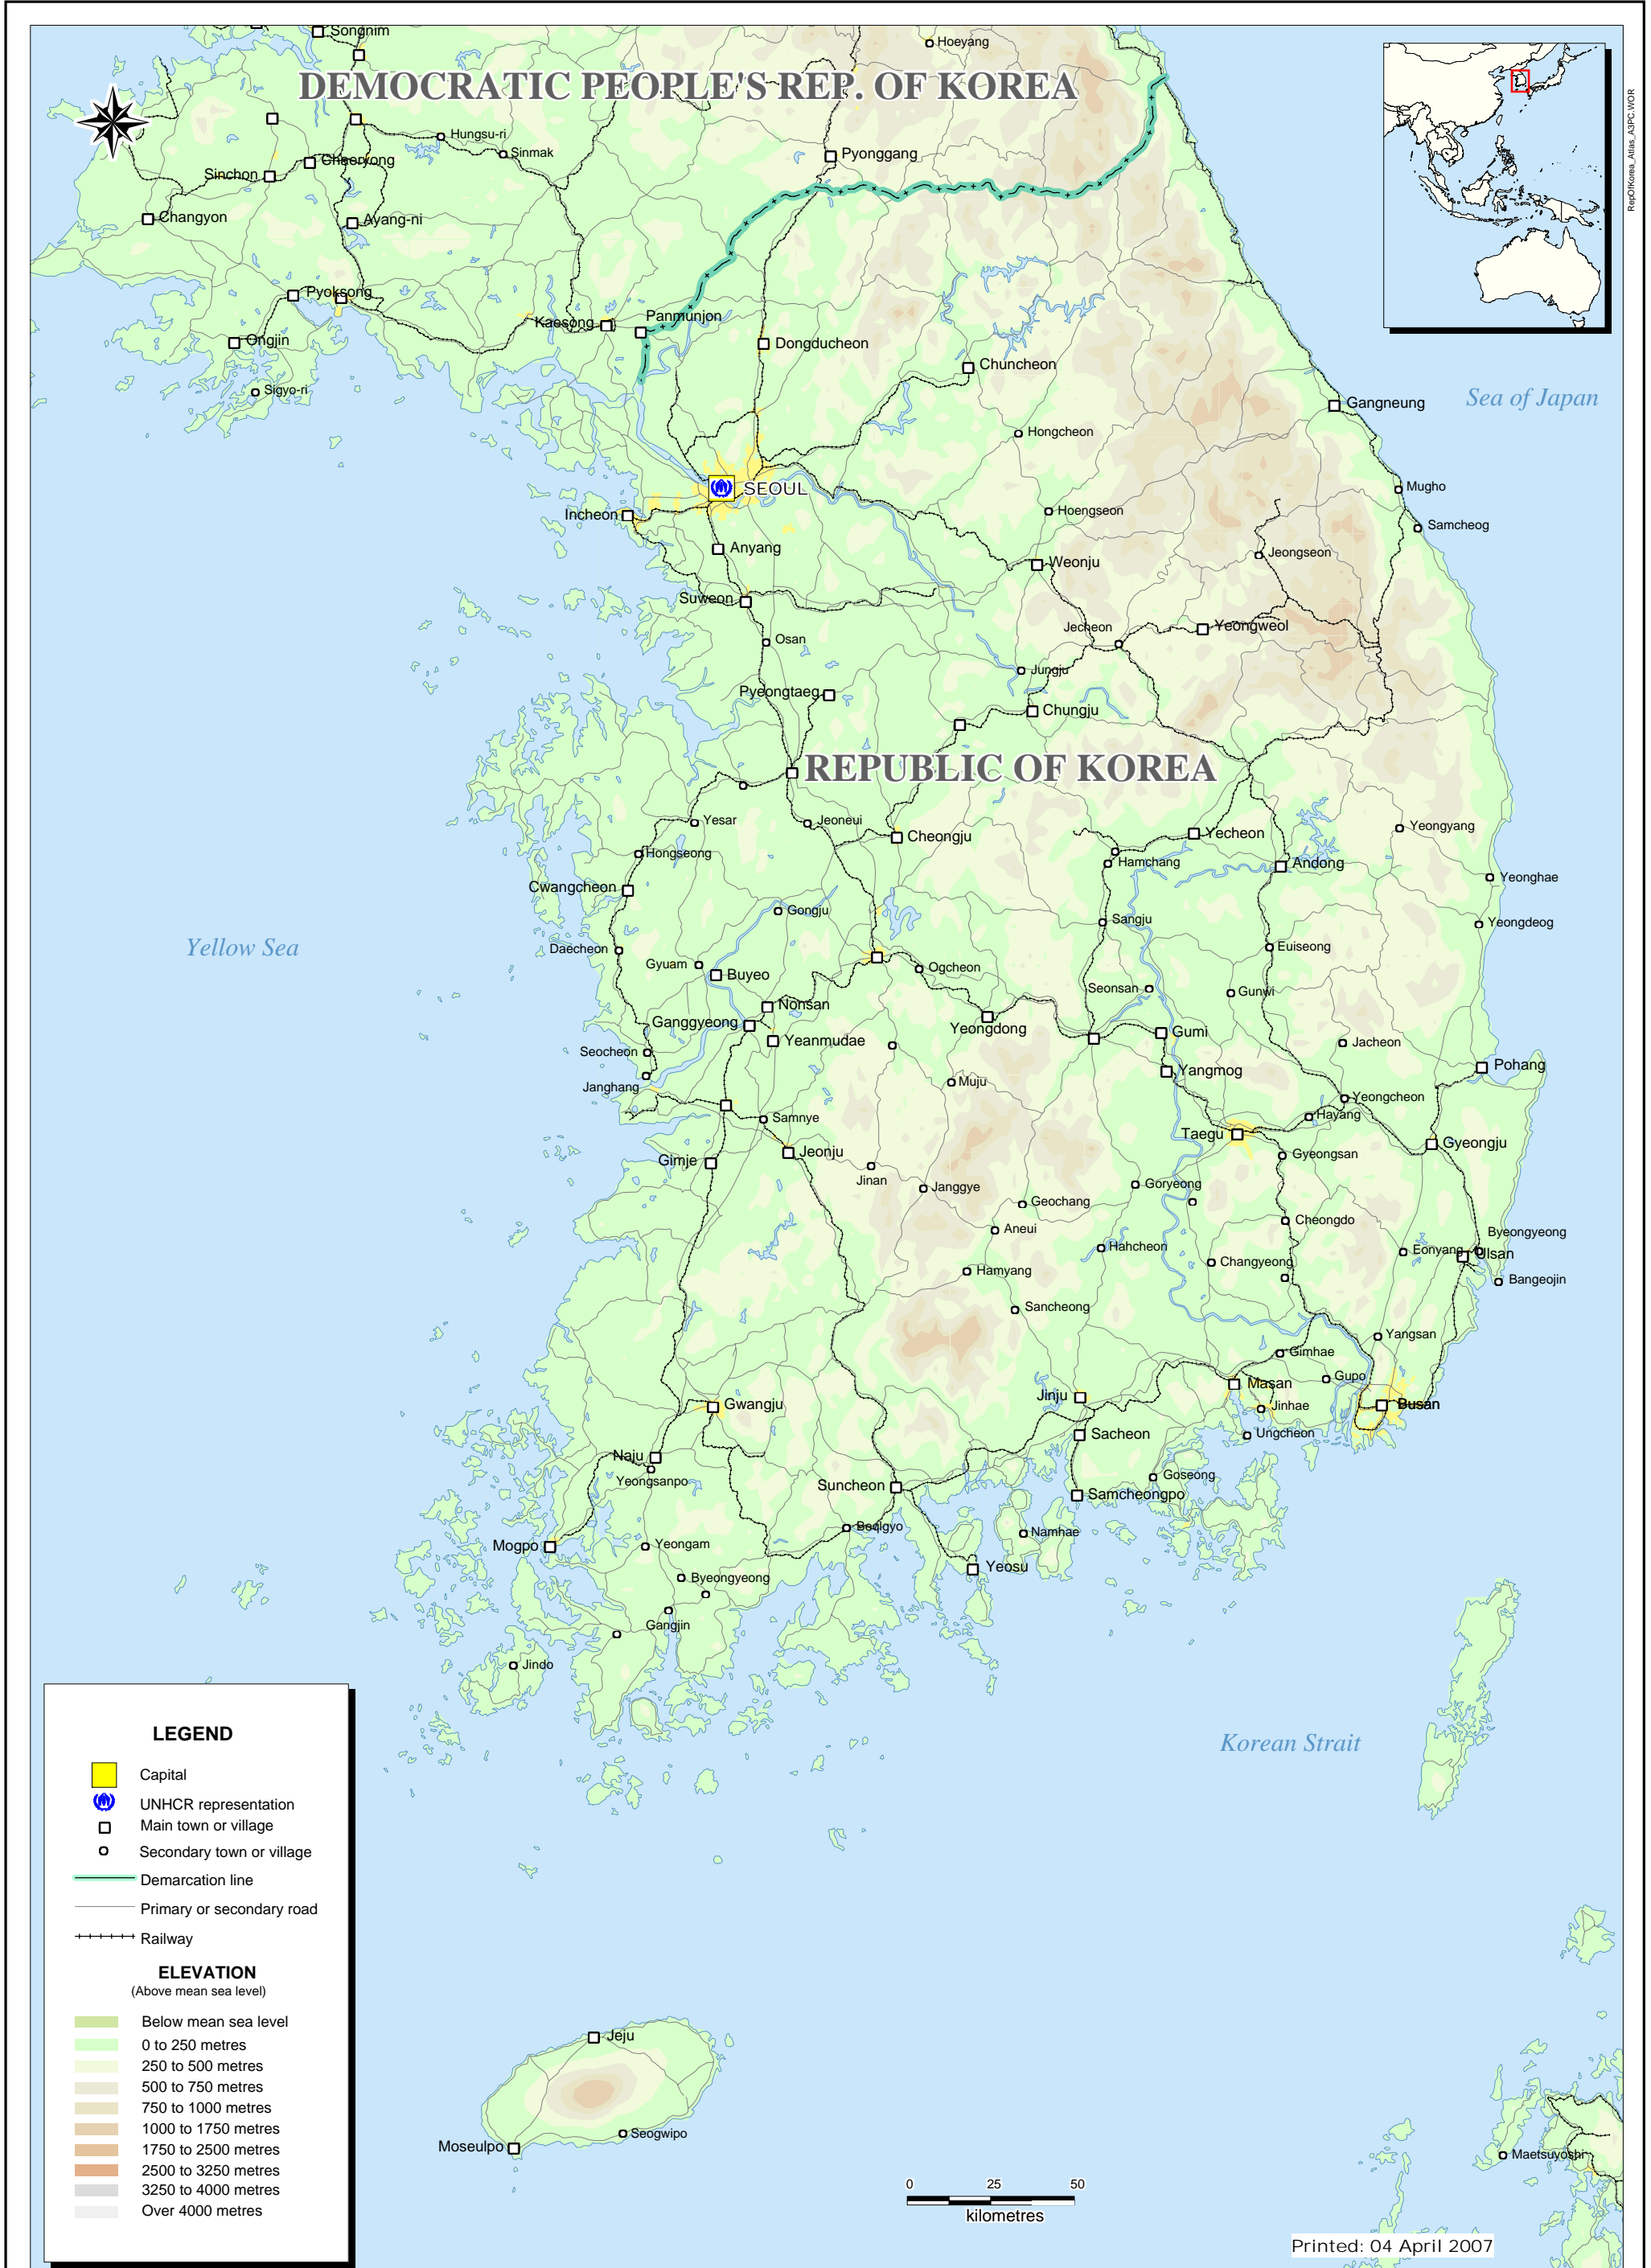 Songnim
Hoeyang
DEMOCRATIC PEOPLE'S REP. OF KOREA
RepOfKorea_Atlas_A3PC.WOR
Hungsu-ri
Sinmak
Chaeryong
Pyonggang
Sinchon
Changyon
Ayang-ni
Pyoksong
Kaesong
Panmunjon
Ongjin
Dongducheon
Chuncheon
Sigyo-ri
Sea of Japan
Gangneung
Hongcheon
SEOUL
Mugho
Incheon
Hoengseon
Samcheog
Anyang
Jeongseon
Weonju
Suweon
Jecheon
Yeongweol
Osan
Jungju
Pyeongtaeg
Chungju
REPUBLIC OF KOREA
Yesar
Jeoneui
Cheongju
Yecheon
Yeongyang
Hongseong
Hamchang
Andong
Yeonghae
Cwangcheon
Gongju
Sangju
Yeongdeog
Yellow Sea
Daecheon
Euiseong
Gyuam
Buyeo
Ogcheon
Seonsan
Gunwi
Nonsan
Ganggyeong
Yeongdong
Gumi
Yeanmudae
Jacheon
Seocheon
Pohang
Yangmog
Muju
Janghang
Yeongcheon
Samnye
Hayang
Taegu
Gyeongju
Jeonju
Gyeongsan
Gimje
Jinan
Janggye
Goryeong
Geochang
Cheongdo
Aneui
Byeongyeong
Hahcheon
Eonyang
Ulsan
Changyeong
Hamyang
Bangeojin
Sancheong
Yangsan
Gimhae
Gupo
Masan
Jinju
Gwangju
Jinhae
Busan
Sacheon
Ungcheon
Naju
Yeongsanpo
Goseong
Suncheon
Samcheongpo
Beolgyo
Namhae
Mogpo
Yeongam
Yeosu
Byeongyeong
Gangjin
Jindo
Korean Strait
LEGEND
Capital
UNHCR representation
Main town or village
Secondary town or village
Demarcation line
Primary or secondary road
Railway
ELEVATION
(Above mean sea level)
Below mean sea level
0 to 250 metres
250 to 500 metres
500 to 750 metres
750 to 1000 metres
1000 to 1750 metres
1750 to 2500 metres
2500 to 3250 metres
3250 to 4000 metres
Over 4000 metres
Jeju
Seogwipo
Moseulpo
Maetsuyoshi
0 25 50
kilometres
Printed: 04 April 2007